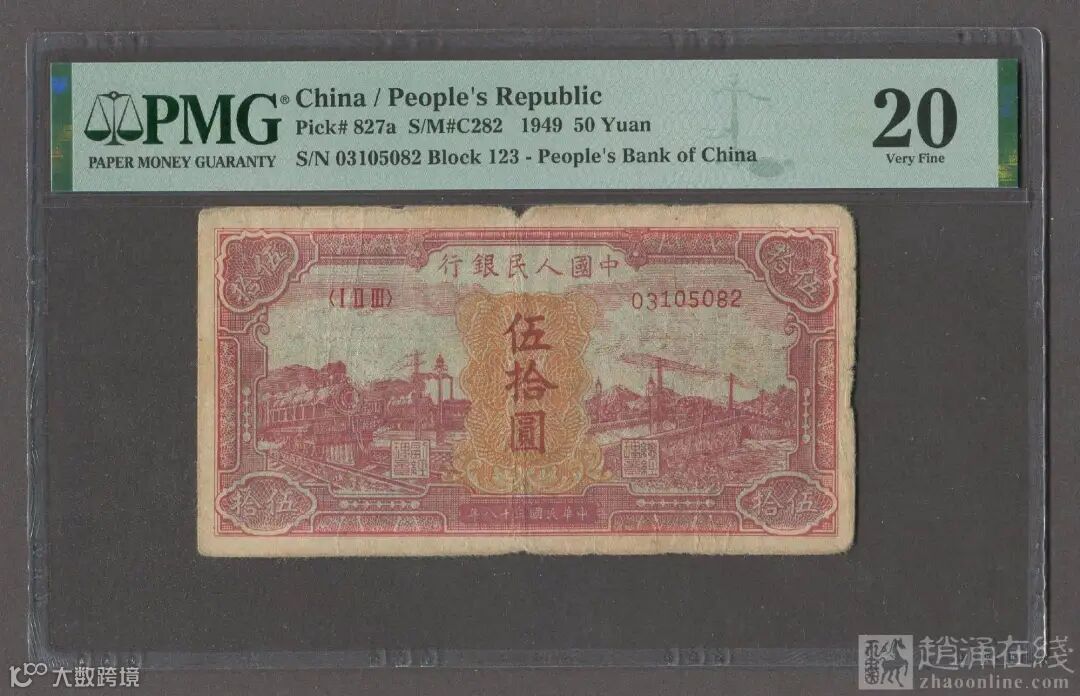 PMG®
PAPER MONEY GUARANTY
China / People's Republic
Pick# 827a S/M#C282 1949 50 Yuan
S/N 03105082 Block 123 - People's Bank of China
20
Very Fine
伍拾
拾伍
行銀民人國中
〈I II III〉
03105082
伍
拾
圓
拾伍
年八十三國民華中
伍拾
大数跨境
趙涌在线
zhaoonline.com